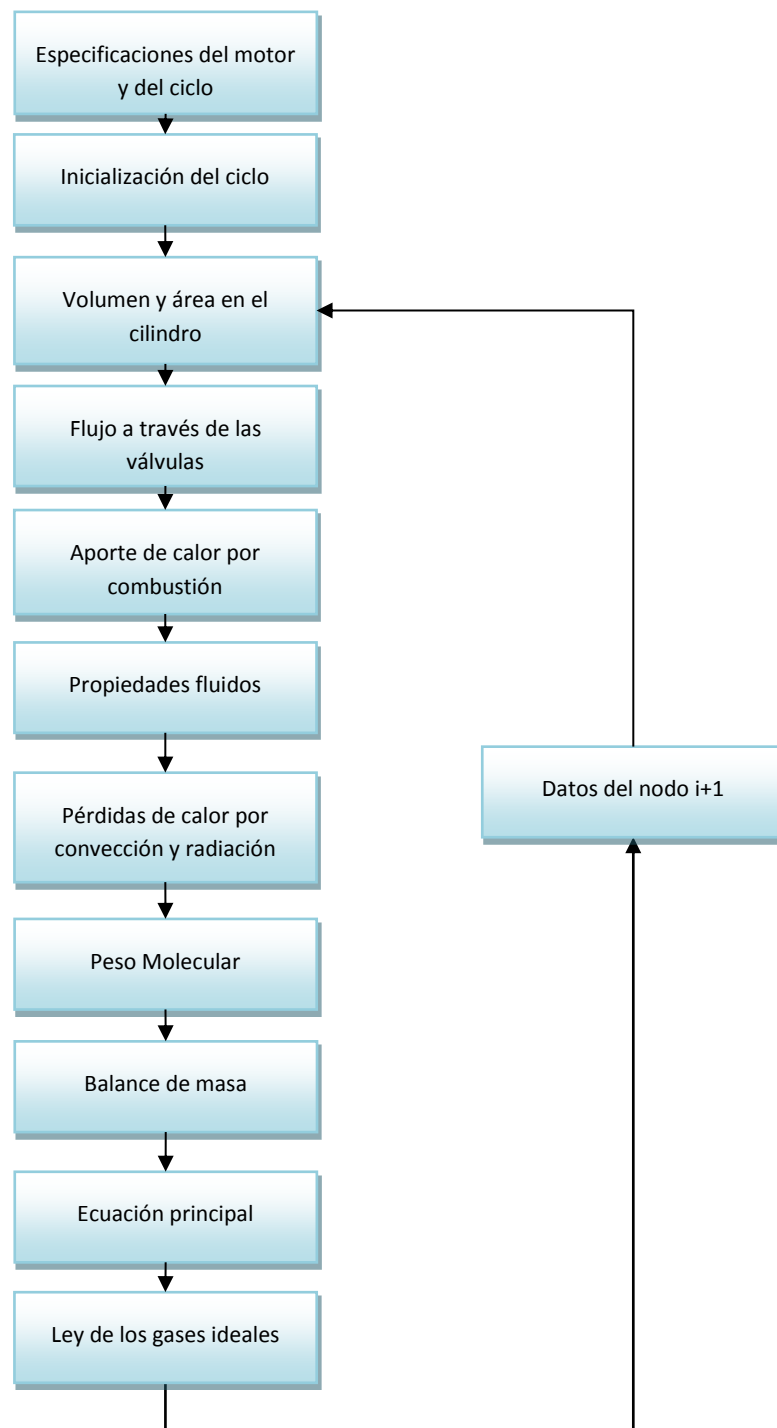 Especificaciones del motor
y del ciclo
Inicialización del ciclo
Volumen y área en el
cilindro
Flujo a través de las
válvulas
Aporte de calor por
combustión
Propiedades fluidos
Pérdidas de calor por
convección y radiación
Peso Molecular
Balance de masa
Ecuación principal
Ley de los gases ideales
Datos del nodo i+1